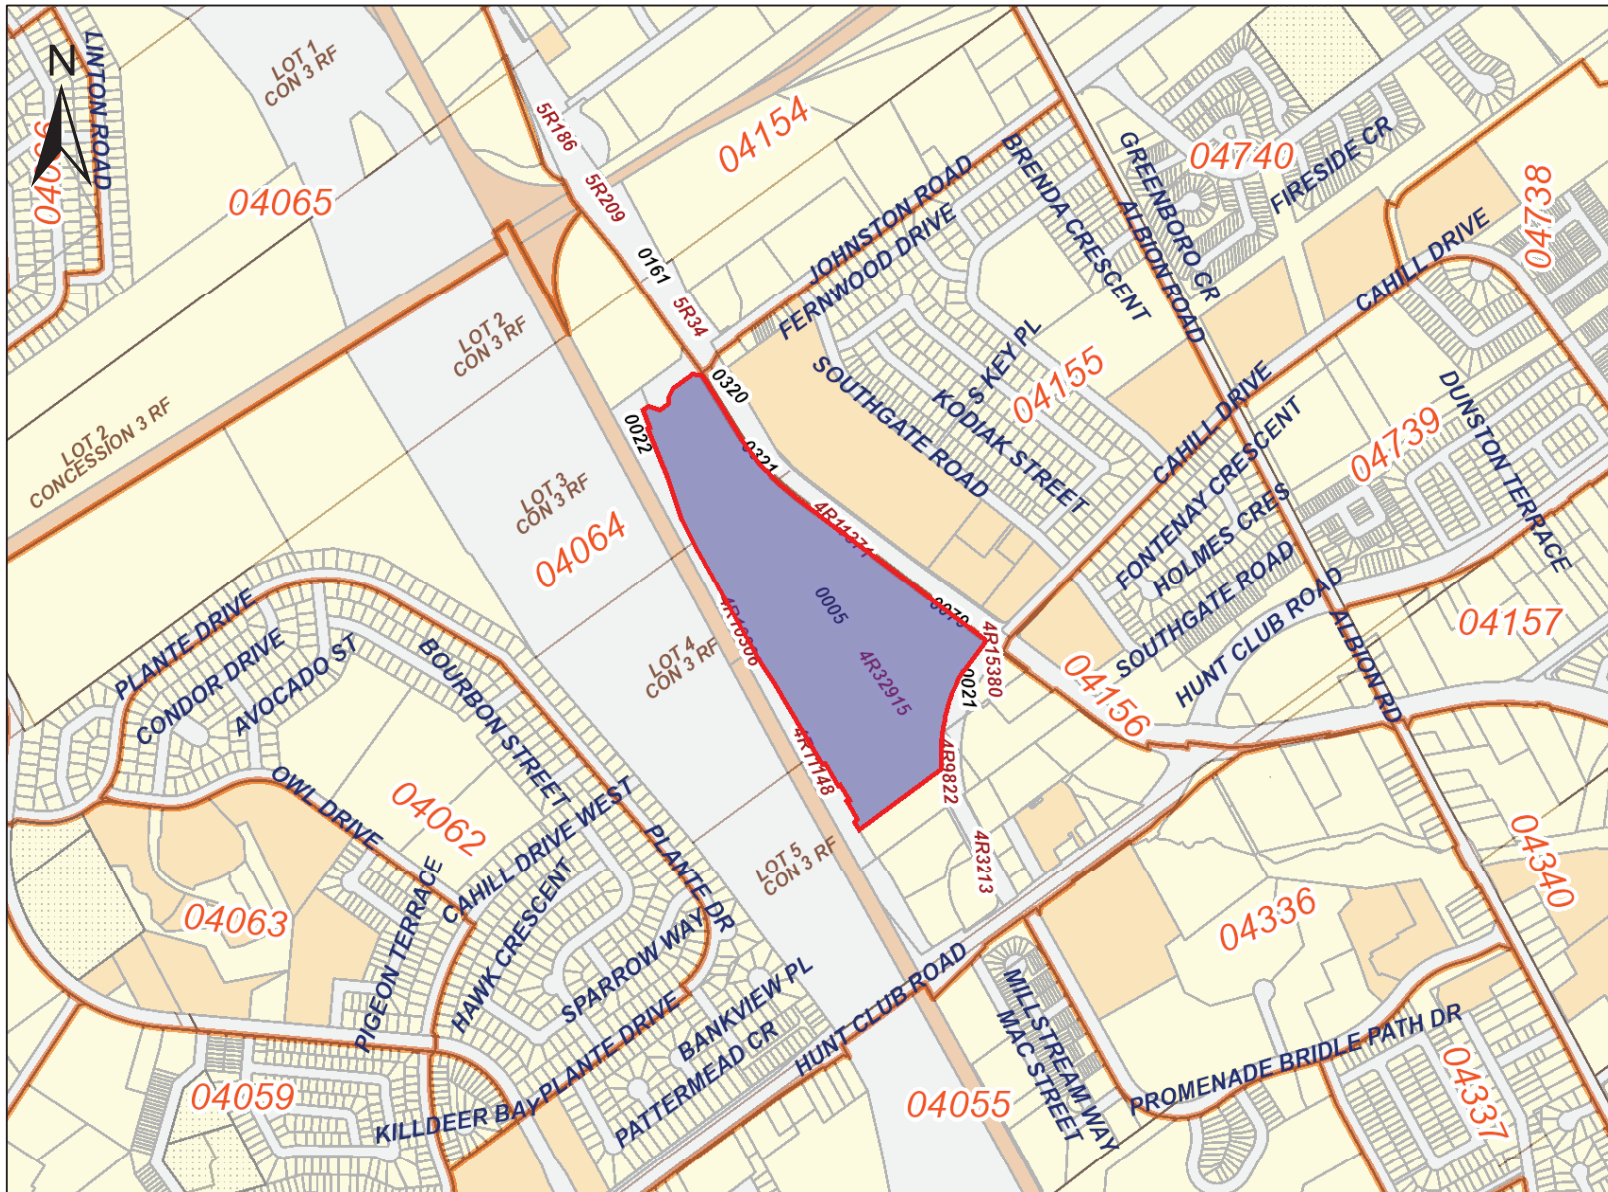 N
LINTON ROAD
LOT 1
CON 3 RF
04065
5R186
5R209
0161
5R34
04154
JOHNSTON ROAD
FERNWOOD DRIVE
BRENDA CRESCENT
GREENBORO CR
ALBION ROAD
04740
FIRESIDE CR
04738
CAHILL DRIVE
LOT 2
CON 3 RF
LOT 2
CONCESSION 3 RF
0320
0321
0022
SOUTHGATE ROAD
S KEY PL
KODIAK STREET
04155
CAHILL DRIVE
04739
DUNSTON TERRACE
FONTENAY CRESCENT
HOLMES CRES
SOUTHGATE ROAD
HUNT CLUB ROAD
LOT 3
CON 3 RF
04064
4R11371
0079
0005
4R32915
4R15380
0021
4R9822
4R3213
04156
ALBION RD
04157
LOT 4
CON 3 RF
4R11148
PLANTE DRIVE
CONDOR DRIVE
AVOCADO ST
BOURBON STREET
OWL DRIVE
04062
CAHILL DRIVE WEST
PLANTE DR
LOT 5
CON 3 RF
04063
PIGEON TERRACE
HAWK CRESCENT
SPARROW WAY
BANKVIEW PL
PATTERMEAD CR
PLANTE DRIVE
KILLDEER BAY
04059
HUNT CLUB ROAD
04055
MILLSTREAM WAY
MAC STREET
04336
04340
PROMENADE BRIDLE PATH DR
04337